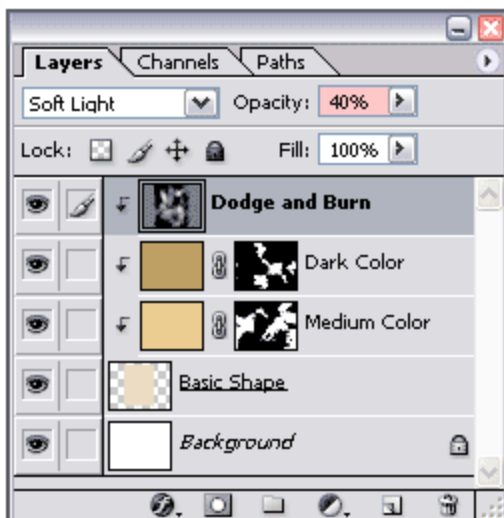 Layers Channels Paths
Soft Light Opacity: 40%
Lock: Fill: 100%
Dodge and Burn
Dark Color
Medium Color
Basic Shape
Background